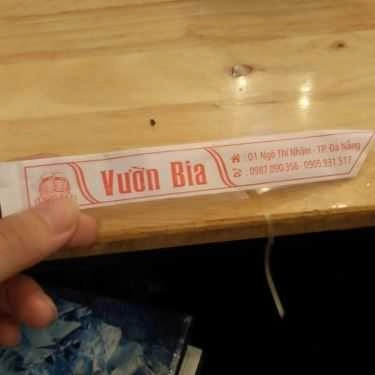 Vườn Bia
: 01 Ngô Thì Nhậm - TP. Đà Nẵng
: 0987.090.356 - 0905.931.517